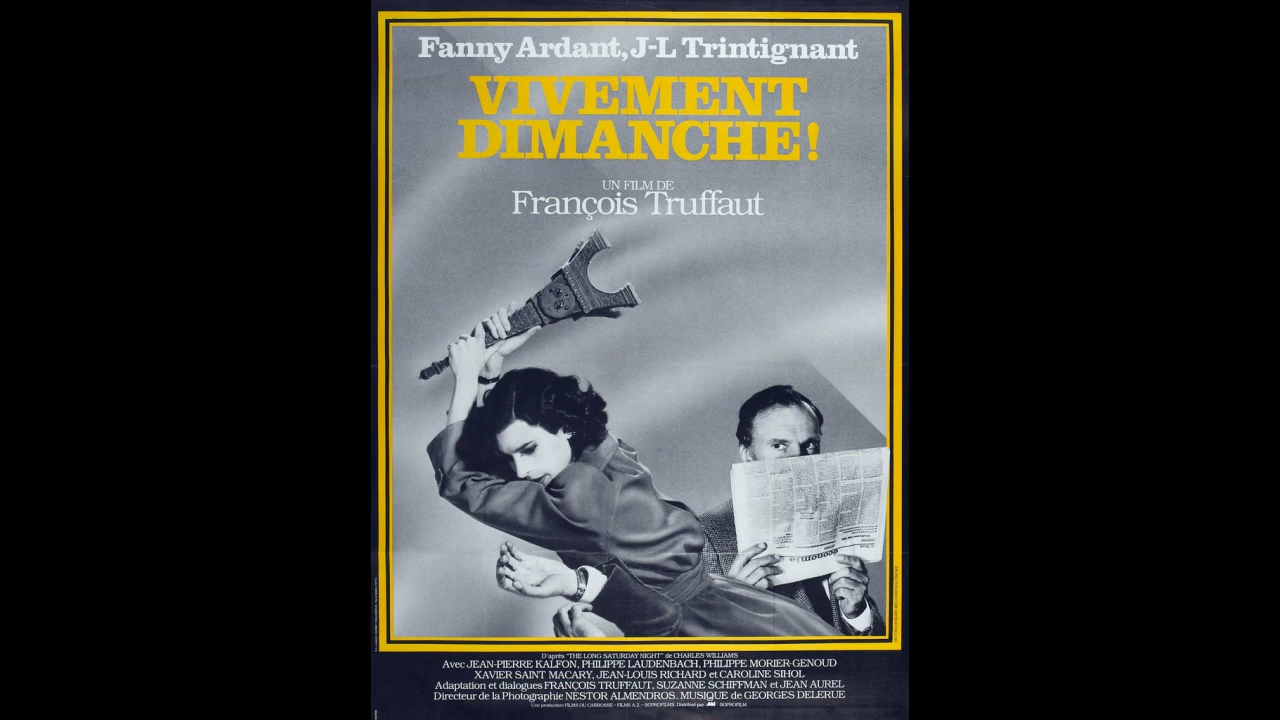 Fanny Ardant, J-L Trintignant
VIVEMENT
DIMANCHE!
UN FILM DE
François Truffaut
économie
D'après "THE LONG SATURDAY NIGHT" de CHARLES WILLIAMS
Avec JEAN-PIERRE KALFON, PHILIPPE LAUDENBACH, PHILIPPE MORIER-GENOUD
XAVIER SAINT MACARY, JEAN-LOUIS RICHARD et CAROLINE SIHOL
Adaptation et dialogues FRANÇOIS TRUFFAUT, SUZANNE SCHIFFMAN et JEAN AUREL
Directeur de la Photographie NESTOR ALMENDROS. MUSIQUE de GEORGES DELERUE
Une production FILMS DU CARROSSE - FILMS A.2. - SOPROFILMS. Distribué par AAA SOPROFILM